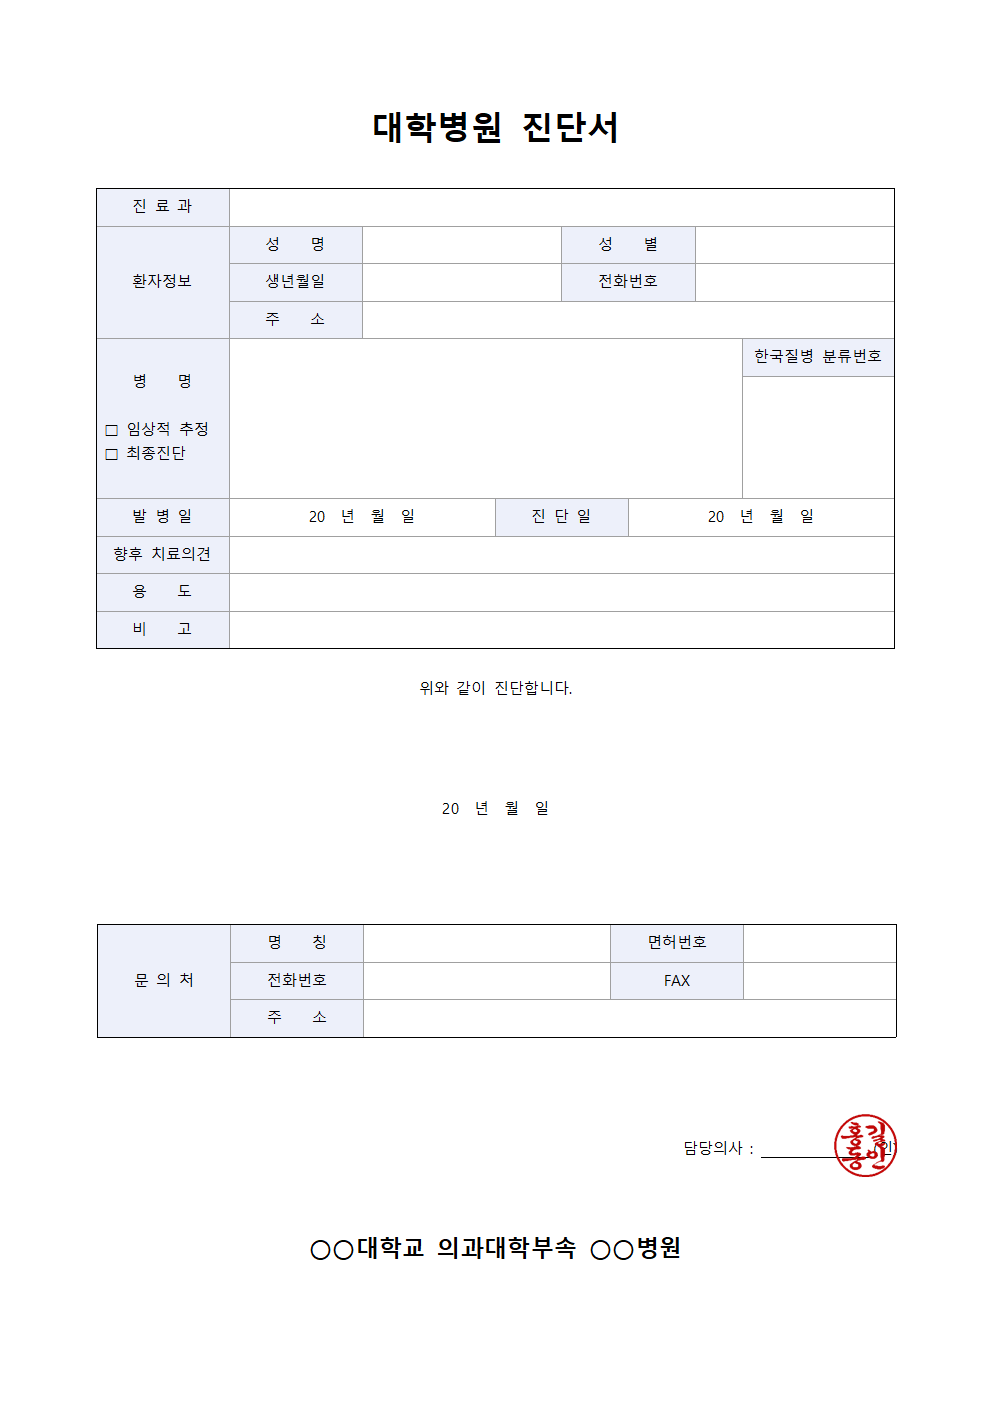 대학병원 진단서
진 료 과
환자정보
성 명
성 별
생년월일
전화번호
주 소
병 명
□ 임상적 추정
□ 최종진단
한국질병 분류번호
발 병 일
20 년 월 일
진 단 일
20 년 월 일
향후 치료의견
용 도
비 고
위와 같이 진단합니다.
20 년 월 일
문 의 처
명 칭
면허번호
전화번호
FAX
주 소
담당의사 : (인)
홍길
동인
○○대학교 의과대학부속 ○○병원